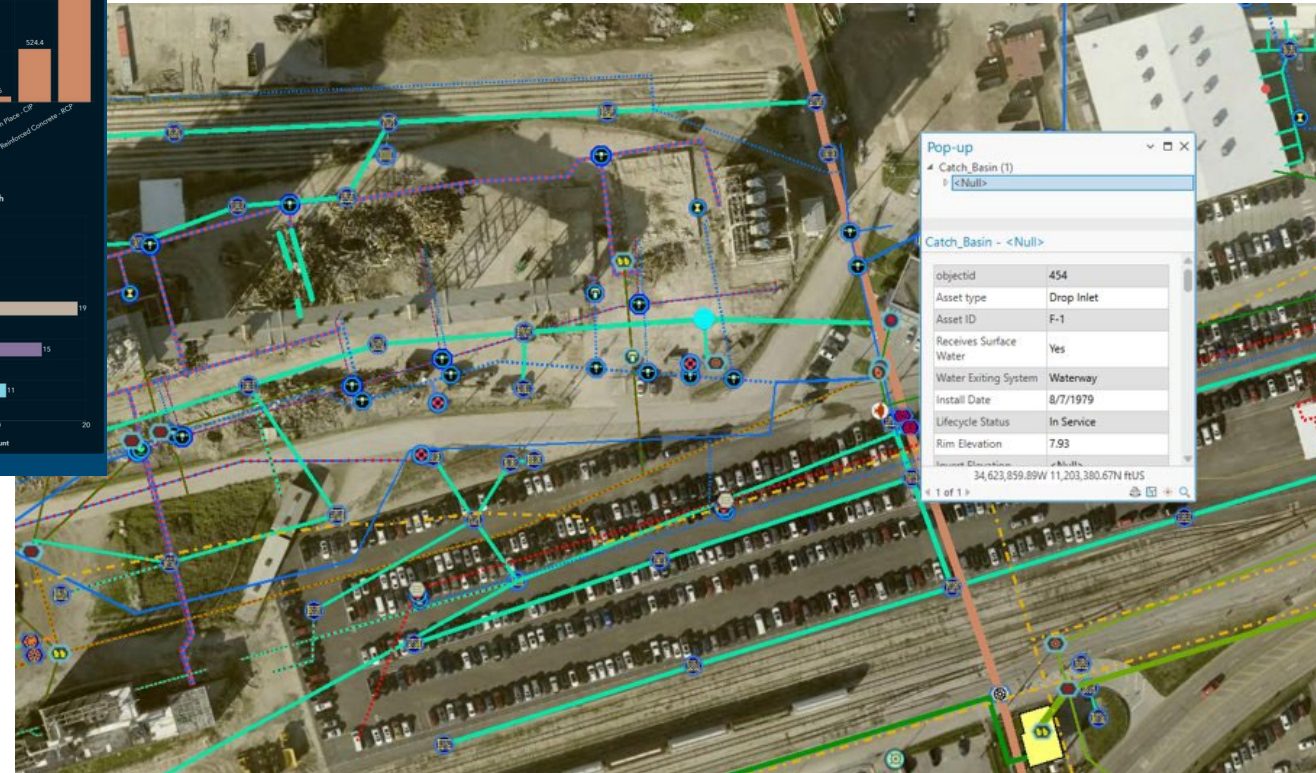 524.4
n Place - CIP
Reinforced Concrete - RCP
19
15
11
20
Pop-up
Catch_Basin (1)
<Null>
Catch_Basin - <Null>
objectid 454
Asset type Drop Inlet
Asset ID F-1
Receives Surface Water Yes
Water Exiting System Waterway
Install Date 8/7/1979
Lifecycle Status In Service
Rim Elevation 7.93
Invert Elevation <Null>
34,623,859.89W 11,203,380.67N ftUS
1 of 1